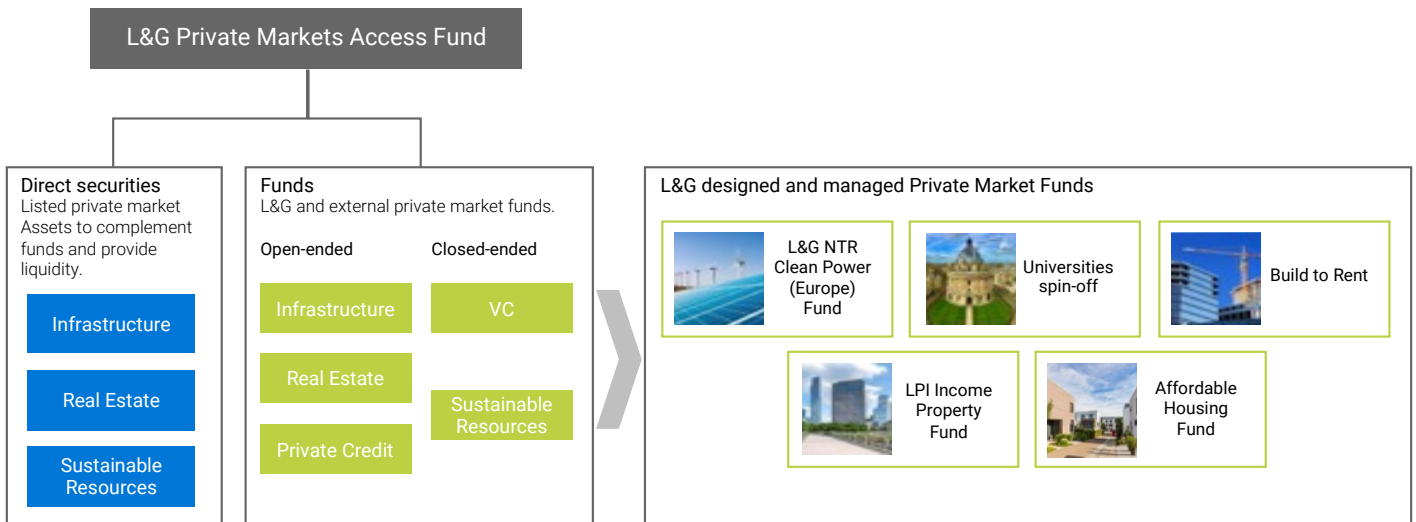 L&G Private Markets Access Fund
Direct securities
Listed private market
Assets to complement
funds and provide
liquidity.
Infrastructure
Real Estate
Sustainable
Resources
Funds
L&G and external private market funds.
Open-ended
Closed-ended
Infrastructure
VC
Real Estate
Sustainable
Resources
Private Credit
L&G designed and managed Private Market Funds
L&G NTR
Clean Power
(Europe)
Fund
Universities
spin-off
Build to Rent
LPI Income
Property
Fund
Affordable
Housing
Fund